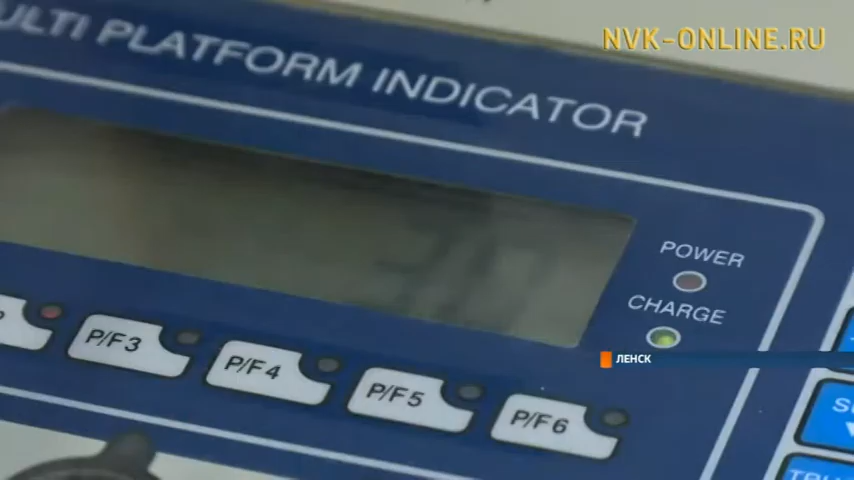 NVK-ONLINE.RU
ULTI PLATFORM INDICATOR
POWER
CHARGE
ЛЕНСК
P/F3
P/F4
P/F5
P/F6